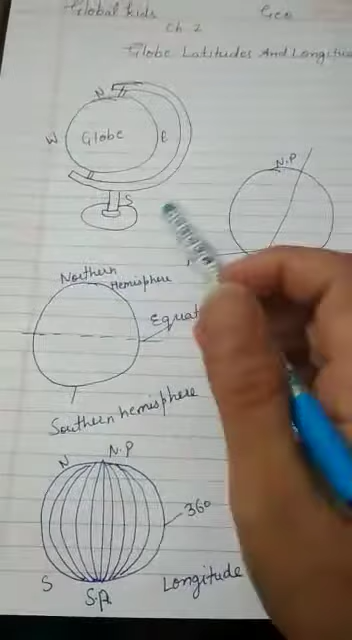 Global kids Geo
Ch 2
Globe Latitudes And Longitu
N
W Globe E
S
N.P
Northern
Hemisphere
Equat
Southern hemisphere
N N.P
360
S S.P.
Longitude